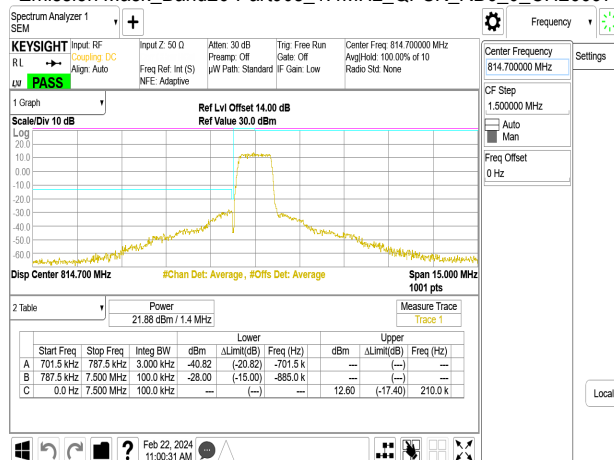 Spectrum Analyzer 1
SEM
Frequency
KEYSIGHT
RL
PASS
Input: RF
Coupling: DC
Align: Auto
Input Z: 50 Ω
Freq Ref: Int (S)
NFE: Adaptive
Atten: 30 dB
Preamp: Off
µW Path: Standard
Trig: Free Run
Gate: Off
IF Gain: Low
Center Freq: 814.700000 MHz
Avg|Hold: 100.00% of 10
Radio Std: None
Center Frequency
814.700000 MHz
Settings
CF Step
1.500000 MHz
Auto
Man
Freq Offset
0 Hz
Local
1 Graph
Scale/Div 10 dB
Ref Lvl Offset 14.00 dB
Ref Value 30.0 dBm
Log
20.0
10.0
0.00
-10.0
-20.0
-30.0
-40.0
-50.0
-60.0
Disp Center 814.700 MHz
#Chan Det: Average , #Offs Det: Average
Span 15.000 MHz
1001 pts
2 Table
Power
21.88 dBm / 1.4 MHz
Measure Trace
Trace 1
Lower Upper
Start Freq Stop Freq Integ BW dBm ΔLimit(dB) Freq (Hz) dBm ΔLimit(dB) Freq (Hz)
A 701.5 kHz 787.5 kHz 3.000 kHz -40.82 (-20.82) -701.5 k --- (---) ---
B 787.5 kHz 7.500 MHz 100.0 kHz -28.00 (-15.00) -885.0 k --- (---) ---
C 0.0 Hz 7.500 MHz 100.0 kHz --- (---) --- 12.60 (-17.40) 210.0 k
?
Feb 22, 2024
11:00:31 AM